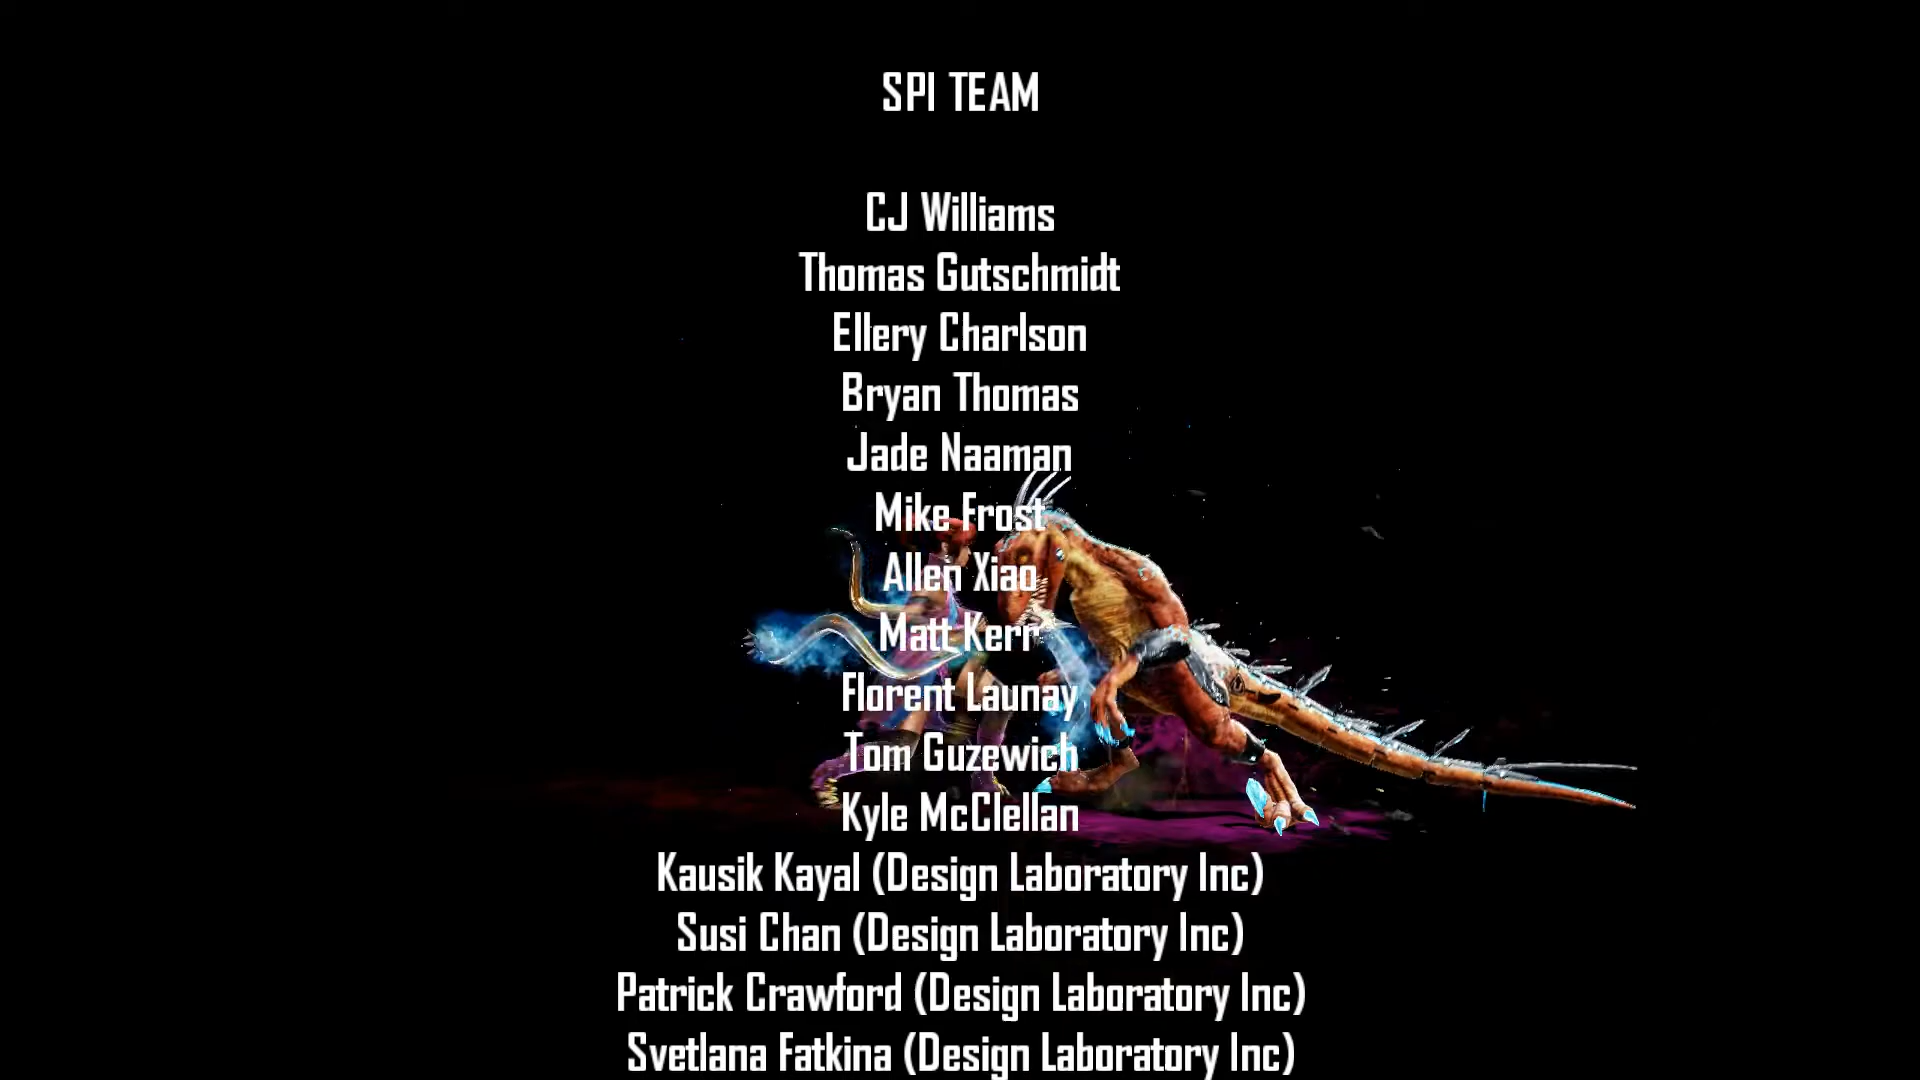 SPI TEAM
CJ Williams
Thomas Gutschmidt
Ellery Charlson
Bryan Thomas
Jade Naaman
Mike Frost
Allen Xiao
Matt Kerr
Florent Launay
Tom Guzewich
Kyle McClellan
Kausik Kayal (Design Laboratory Inc)
Susi Chan (Design Laboratory Inc)
Patrick Crawford (Design Laboratory Inc)
Svetlana Fatkina (Design Laboratory Inc)